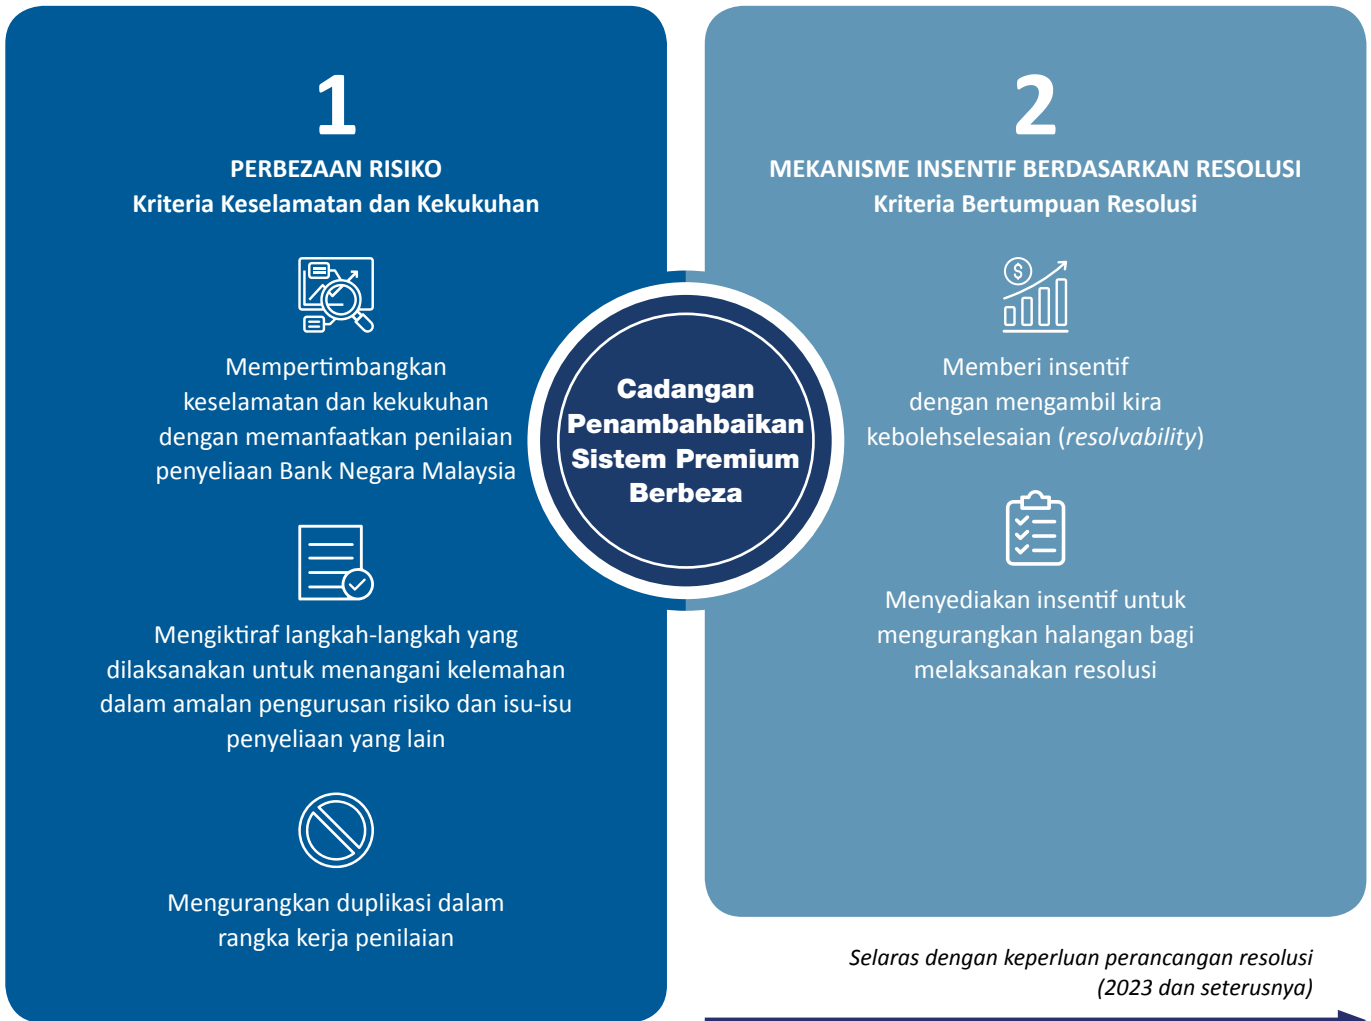 1
PERBEZAAN RISIKO
Kriteria Keselamatan dan Kekukuhan
Mempertimbangkan
keselamatan dan kekukuhan
dengan memanfaatkan penilaian
penyeliaan Bank Negara Malaysia
Mengiktiraf langkah-langkah yang
dilaksanakan untuk menangani kelemahan
dalam amalan pengurusan risiko dan isu-isu
penyeliaan yang lain
Mengurangkan duplikasi dalam
rangka kerja penilaian
Cadangan
Penambahbaikan
Sistem Premium
Berbeza
2
MEKANISME INSENTIF BERDASARKAN RESOLUSI
Kriteria Bertumpuan Resolusi
$
Memberi insentif
dengan mengambil kira
kebolehselesaian (resolvability)
Menyediakan insentif untuk
mengurangkan halangan bagi
melaksanakan resolusi
Selaras dengan keperluan perancangan resolusi
(2023 dan seterusnya)